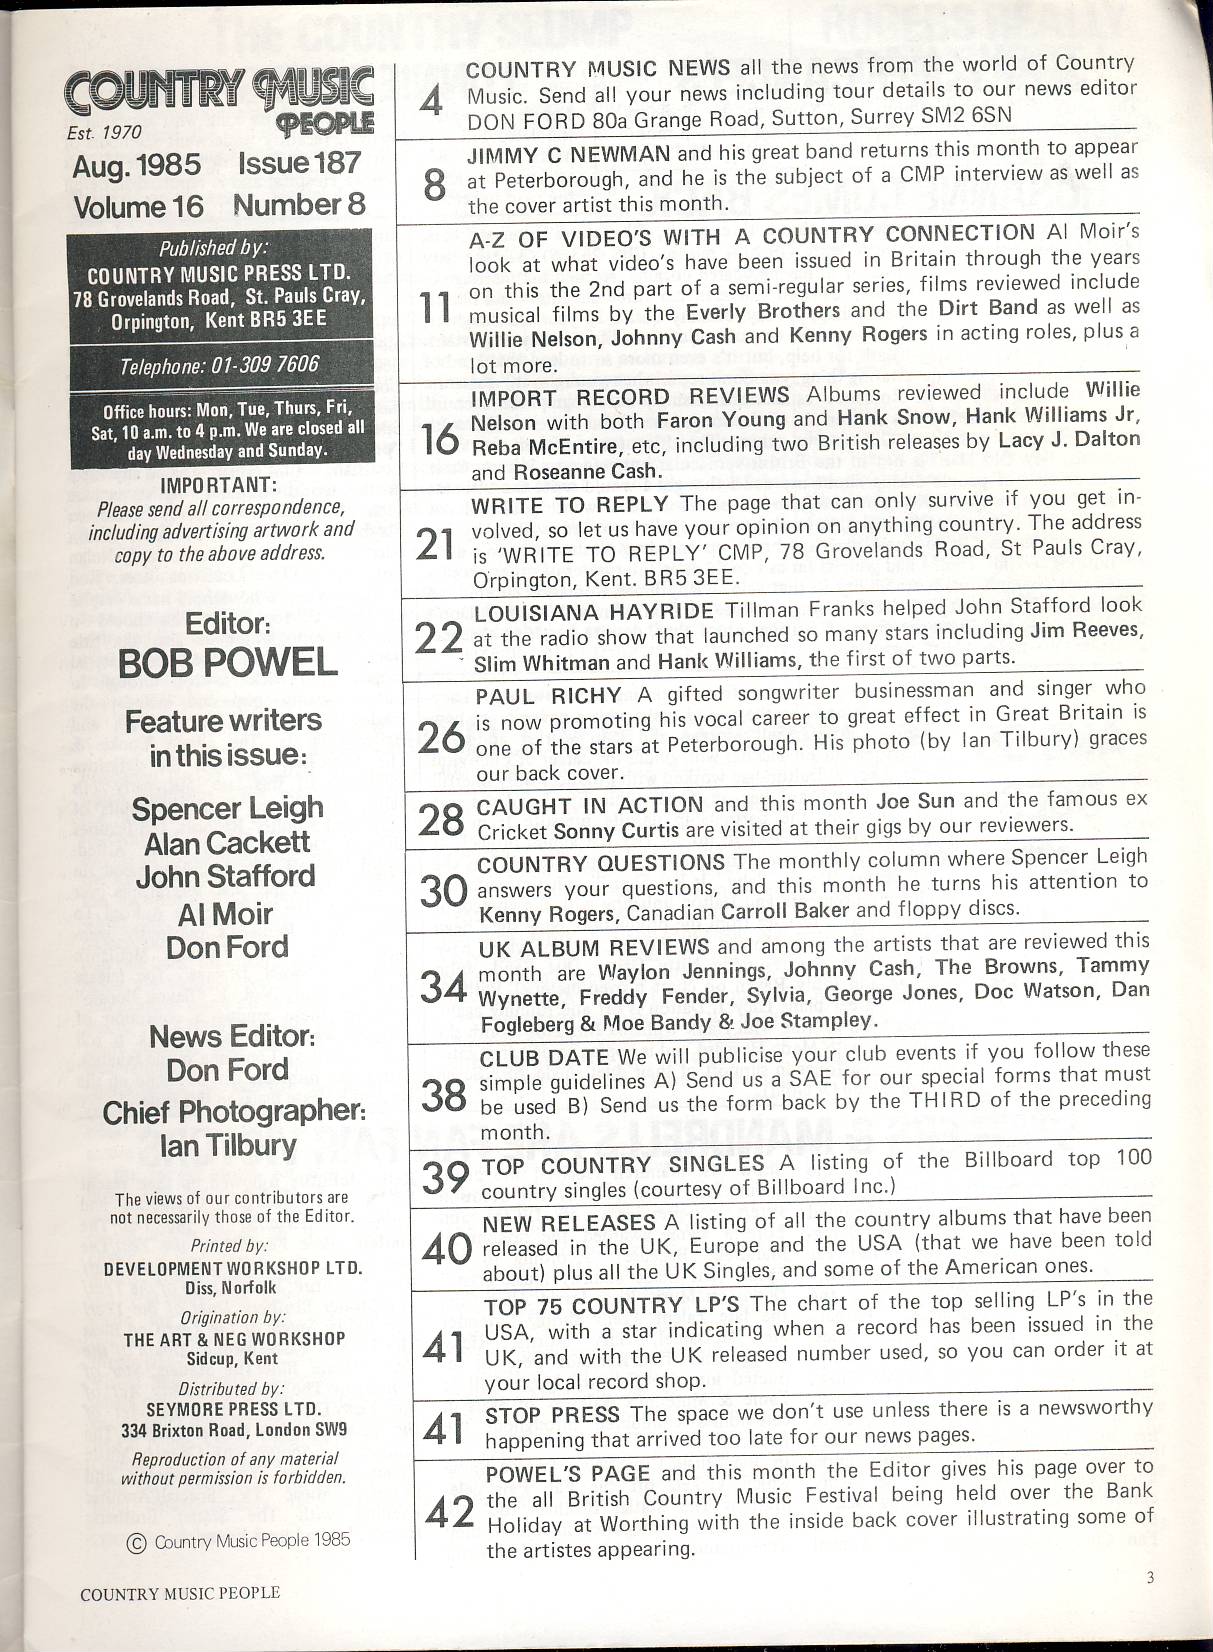 COUNTRY MUSIC
PEOPLE
Est. 1970
Aug. 1985 Issue 187
Volume 16 Number 8
Published by:
COUNTRY MUSIC PRESS LTD.
78 Grovelands Road, St. Pauls Cray,
Orpington, Kent BR5 3EE
Telephone: 01-309 7606
Office hours: Mon, Tue, Thurs, Fri,
Sat, 10 a.m. to 4 p.m. We are closed all
day Wednesday and Sunday.
IMPORTANT:
Please send all correspondence,
including advertising artwork and
copy to the above address.
Editor:
BOB POWEL
Feature writers
in this issue:
Spencer Leigh
Alan Cackett
John Stafford
Al Moir
Don Ford
News Editor:
Don Ford
Chief Photographer:
Ian Tilbury
The views of our contributors are
not necessarily those of the Editor.
Printed by:
DEVELOPMENT WORKSHOP LTD.
Diss, Norfolk
Origination by:
THE ART & NEG WORKSHOP
Sidcup, Kent
Distributed by:
SEYMORE PRESS LTD.
334 Brixton Road, London SW9
Reproduction of any material
without permission is forbidden.
© Country Music People 1985
COUNTRY MUSIC PEOPLE
4
COUNTRY MUSIC NEWS all the news from the world of Country
Music. Send all your news including tour details to our news editor
DON FORD 80a Grange Road, Sutton, Surrey SM2 6SN
8
JIMMY C NEWMAN and his great band returns this month to appear
at Peterborough, and he is the subject of a CMP interview as well as
the cover artist this month.
11
A-Z OF VIDEO'S WITH A COUNTRY CONNECTION Al Moir's
look at what video's have been issued in Britain through the years
on this the 2nd part of a semi-regular series, films reviewed include
musical films by the Everly Brothers and the Dirt Band as well as
Willie Nelson, Johnny Cash and Kenny Rogers in acting roles, plus a
lot more.
16
IMPORT RECORD REVIEWS Albums reviewed include Willie
Nelson with both Faron Young and Hank Snow, Hank Williams Jr,
Reba McEntire, etc, including two British releases by Lacy J. Dalton
and Roseanne Cash.
21
WRITE TO REPLY The page that can only survive if you get in-
volved, so let us have your opinion on anything country. The address
is 'WRITE TO REPLY' CMP, 78 Grovelands Road, St Pauls Cray,
Orpington, Kent. BR5 3EE.
22
LOUISIANA HAYRIDE Tillman Franks helped John Stafford look
at the radio show that launched so many stars including Jim Reeves,
Slim Whitman and Hank Williams, the first of two parts.
26
PAUL RICHY A gifted songwriter businessman and singer who
is now promoting his vocal career to great effect in Great Britain is
one of the stars at Peterborough. His photo (by Ian Tilbury) graces
our back cover.
28
CAUGHT IN ACTION and this month Joe Sun and the famous ex
Cricket Sonny Curtis are visited at their gigs by our reviewers.
30
COUNTRY QUESTIONS The monthly column where Spencer Leigh
answers your questions, and this month he turns his attention to
Kenny Rogers, Canadian Carroll Baker and floppy discs.
34
UK ALBUM REVIEWS and among the artists that are reviewed this
month are Waylon Jennings, Johnny Cash, The Browns, Tammy
Wynette, Freddy Fender, Sylvia, George Jones, Doc Watson, Dan
Fogleberg & Moe Bandy & Joe Stampley.
38
CLUB DATE We will publicise your club events if you follow these
simple guidelines A) Send us a SAE for our special forms that must
be used B) Send us the form back by the THIRD of the preceding
month.
39
TOP COUNTRY SINGLES A listing of the Billboard top 100
country singles (courtesy of Billboard Inc.)
40
NEW RELEASES A listing of all the country albums that have been
released in the UK, Europe and the USA (that we have been told
about) plus all the UK Singles, and some of the American ones.
41
TOP 75 COUNTRY LP'S The chart of the top selling LP's in the
USA, with a star indicating when a record has been issued in the
UK, and with the UK released number used, so you can order it at
your local record shop.
41
STOP PRESS The space we don't use unless there is a newsworthy
happening that arrived too late for our news pages.
42
POWEL'S PAGE and this month the Editor gives his page over to
the all British Country Music Festival being held over the Bank
Holiday at Worthing with the inside back cover illustrating some of
the artistes appearing.
3